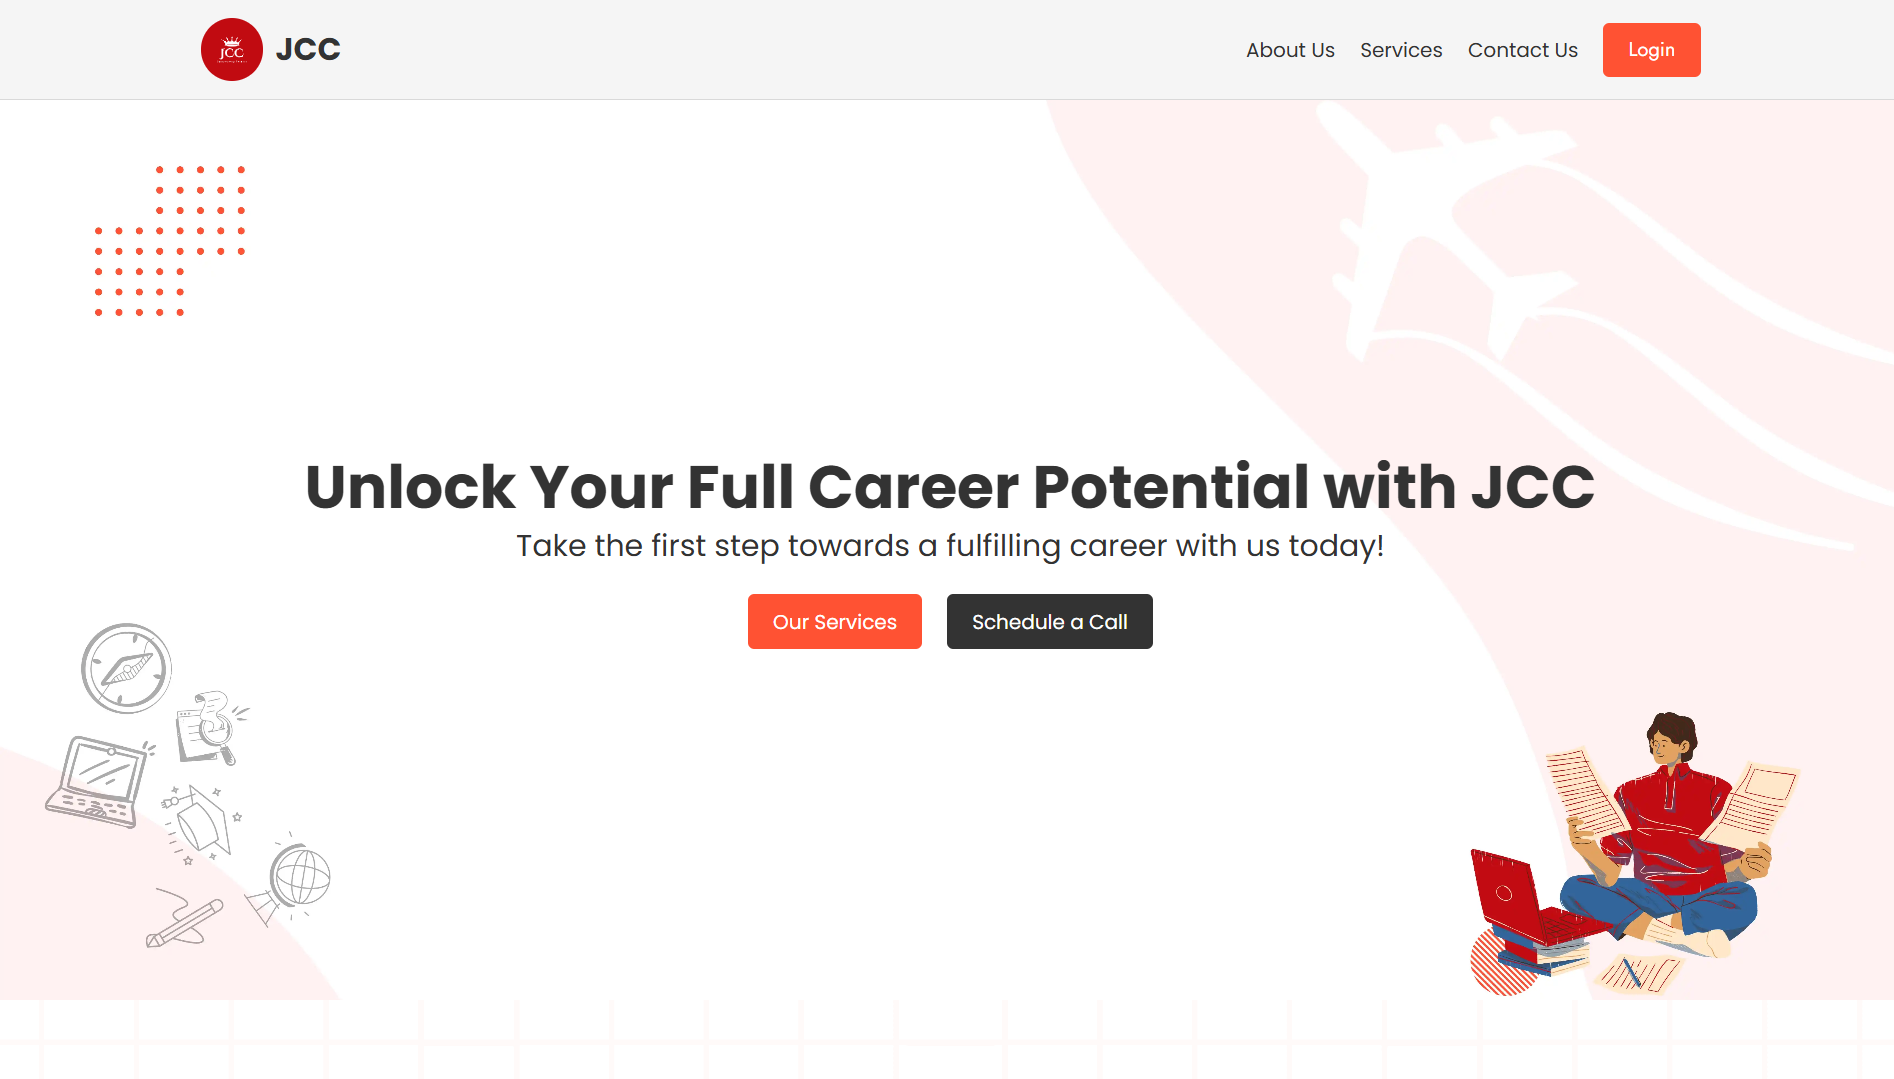 JCC
JCC
About Us
Services
Contact Us
Login
Unlock Your Full Career Potential with JCC
Take the first step towards a fulfilling career with us today!
Our Services
Schedule a Call